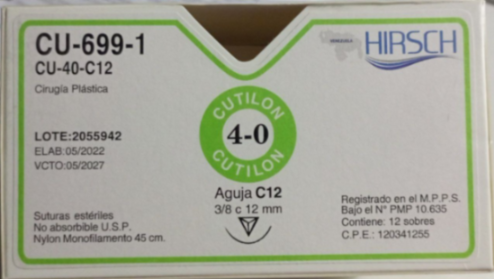 CU-699-1
CU-40-C12
Cirugía Plástica
VENEZUELA
HIRSCH
CUTILON
4-0
CUTILON
LOTE:2055942
ELAB:05/2022
VCTO:05/2027
Aguja C12
3/8 c 12 mm
Suturas estériles
No absorbible U.S.P.
Nylon Monofilamento 45 cm.
Registrado en el M.P.P.S.
Bajo el N° PMP 10.635
Contiene: 12 sobres
C.P.E.: 120341255